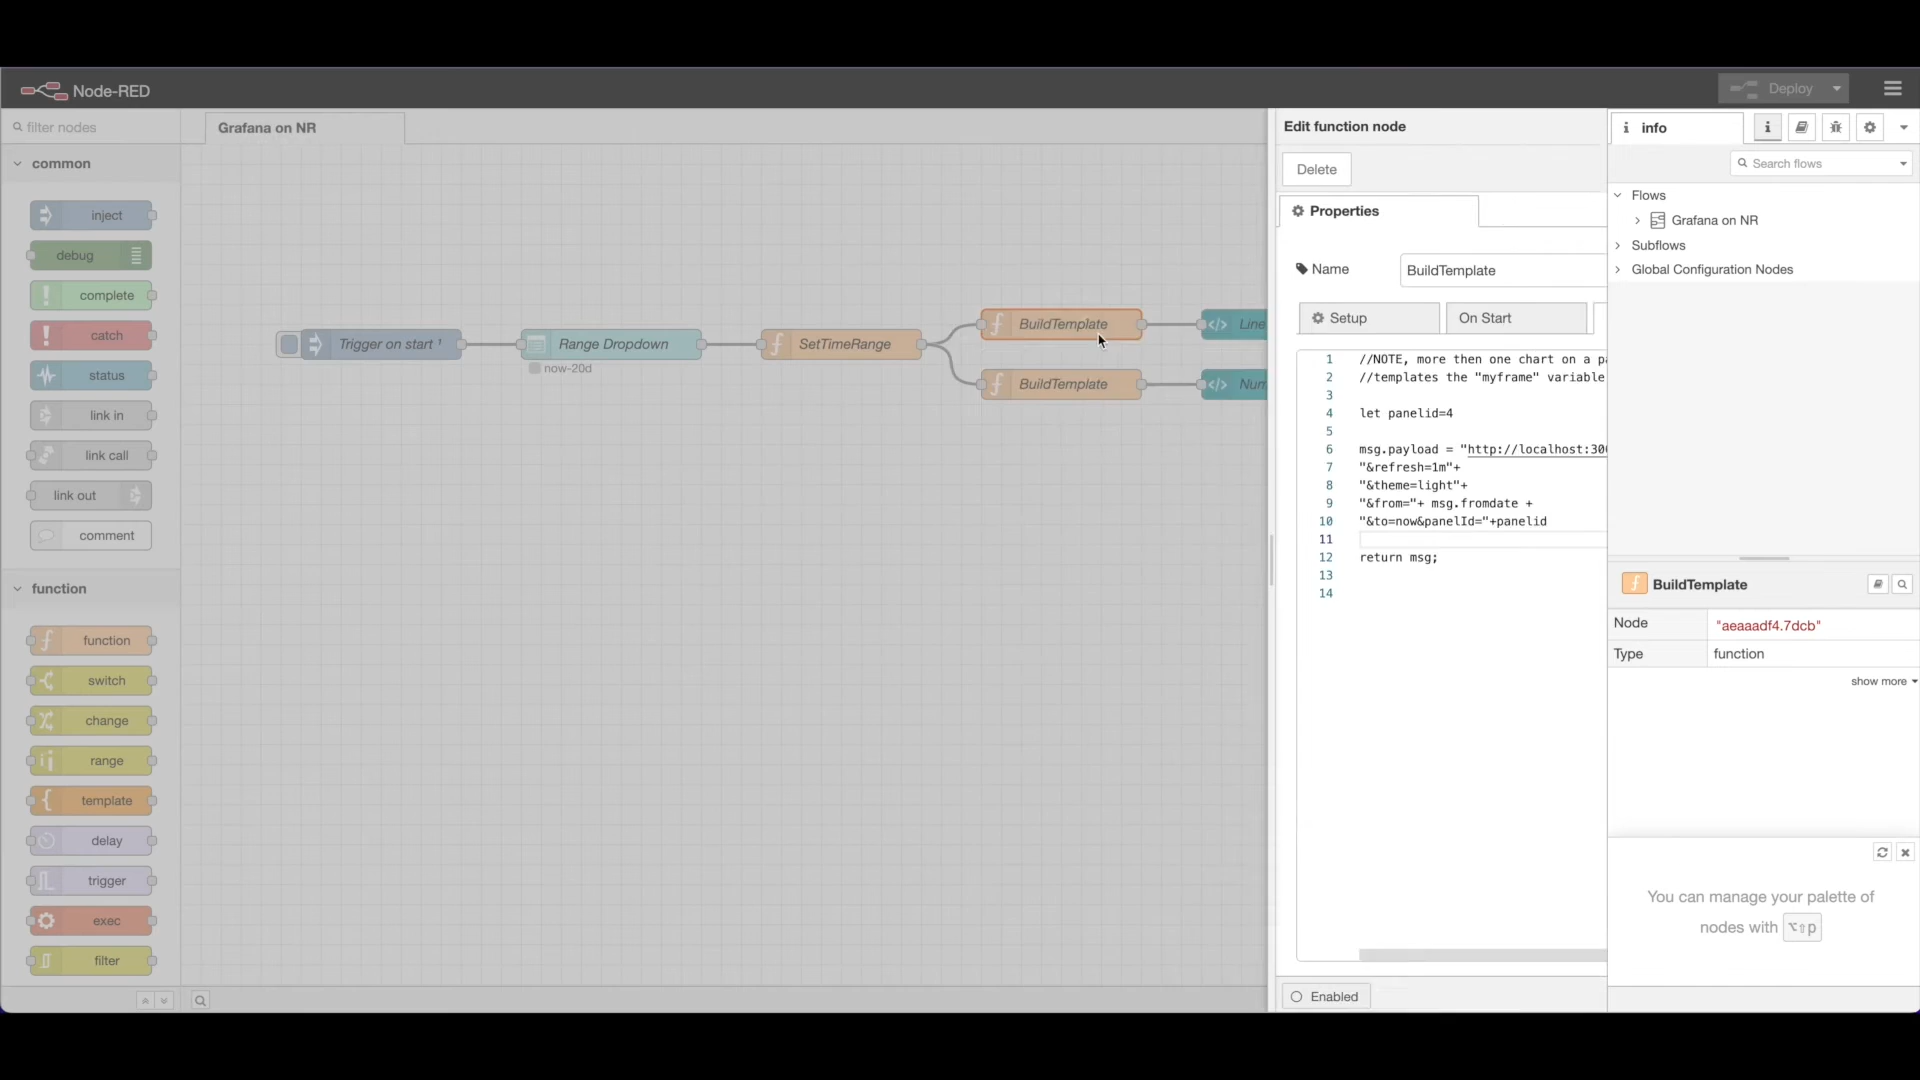 Node-RED
Deploy
filter nodes
Grafana on NR
Edit function node
info
common
Delete
Search flows
Flows
Grafana on NR
Subflows
Global Configuration Nodes
Properties
Name
BuildTemplate
Setup
On Start
inject
debug
complete
catch
status
link in
link call
link out
comment
function
function
switch
change
range
template
delay
trigger
exec
filter
Trigger on start ¹
Range Dropdown
now-20d
SetTimeRange
BuildTemplate
Line
BuildTemplate
Num
1 //NOTE, more then one chart on a pa
2 //templates the "myframe" variable
3
4 let panelid=4
5
6 msg.payload = "http://localhost:300
7 "&refresh=1m"+
8 "&theme=light"+
9 "&from="+ msg.fromdate +
10 "&to=now&panelId="+panelid
11
12 return msg;
13
14
Enabled
BuildTemplate
Node "aeaaadf4.7dcb"
Type function
show more
You can manage your palette of
nodes with ⌥⇧p